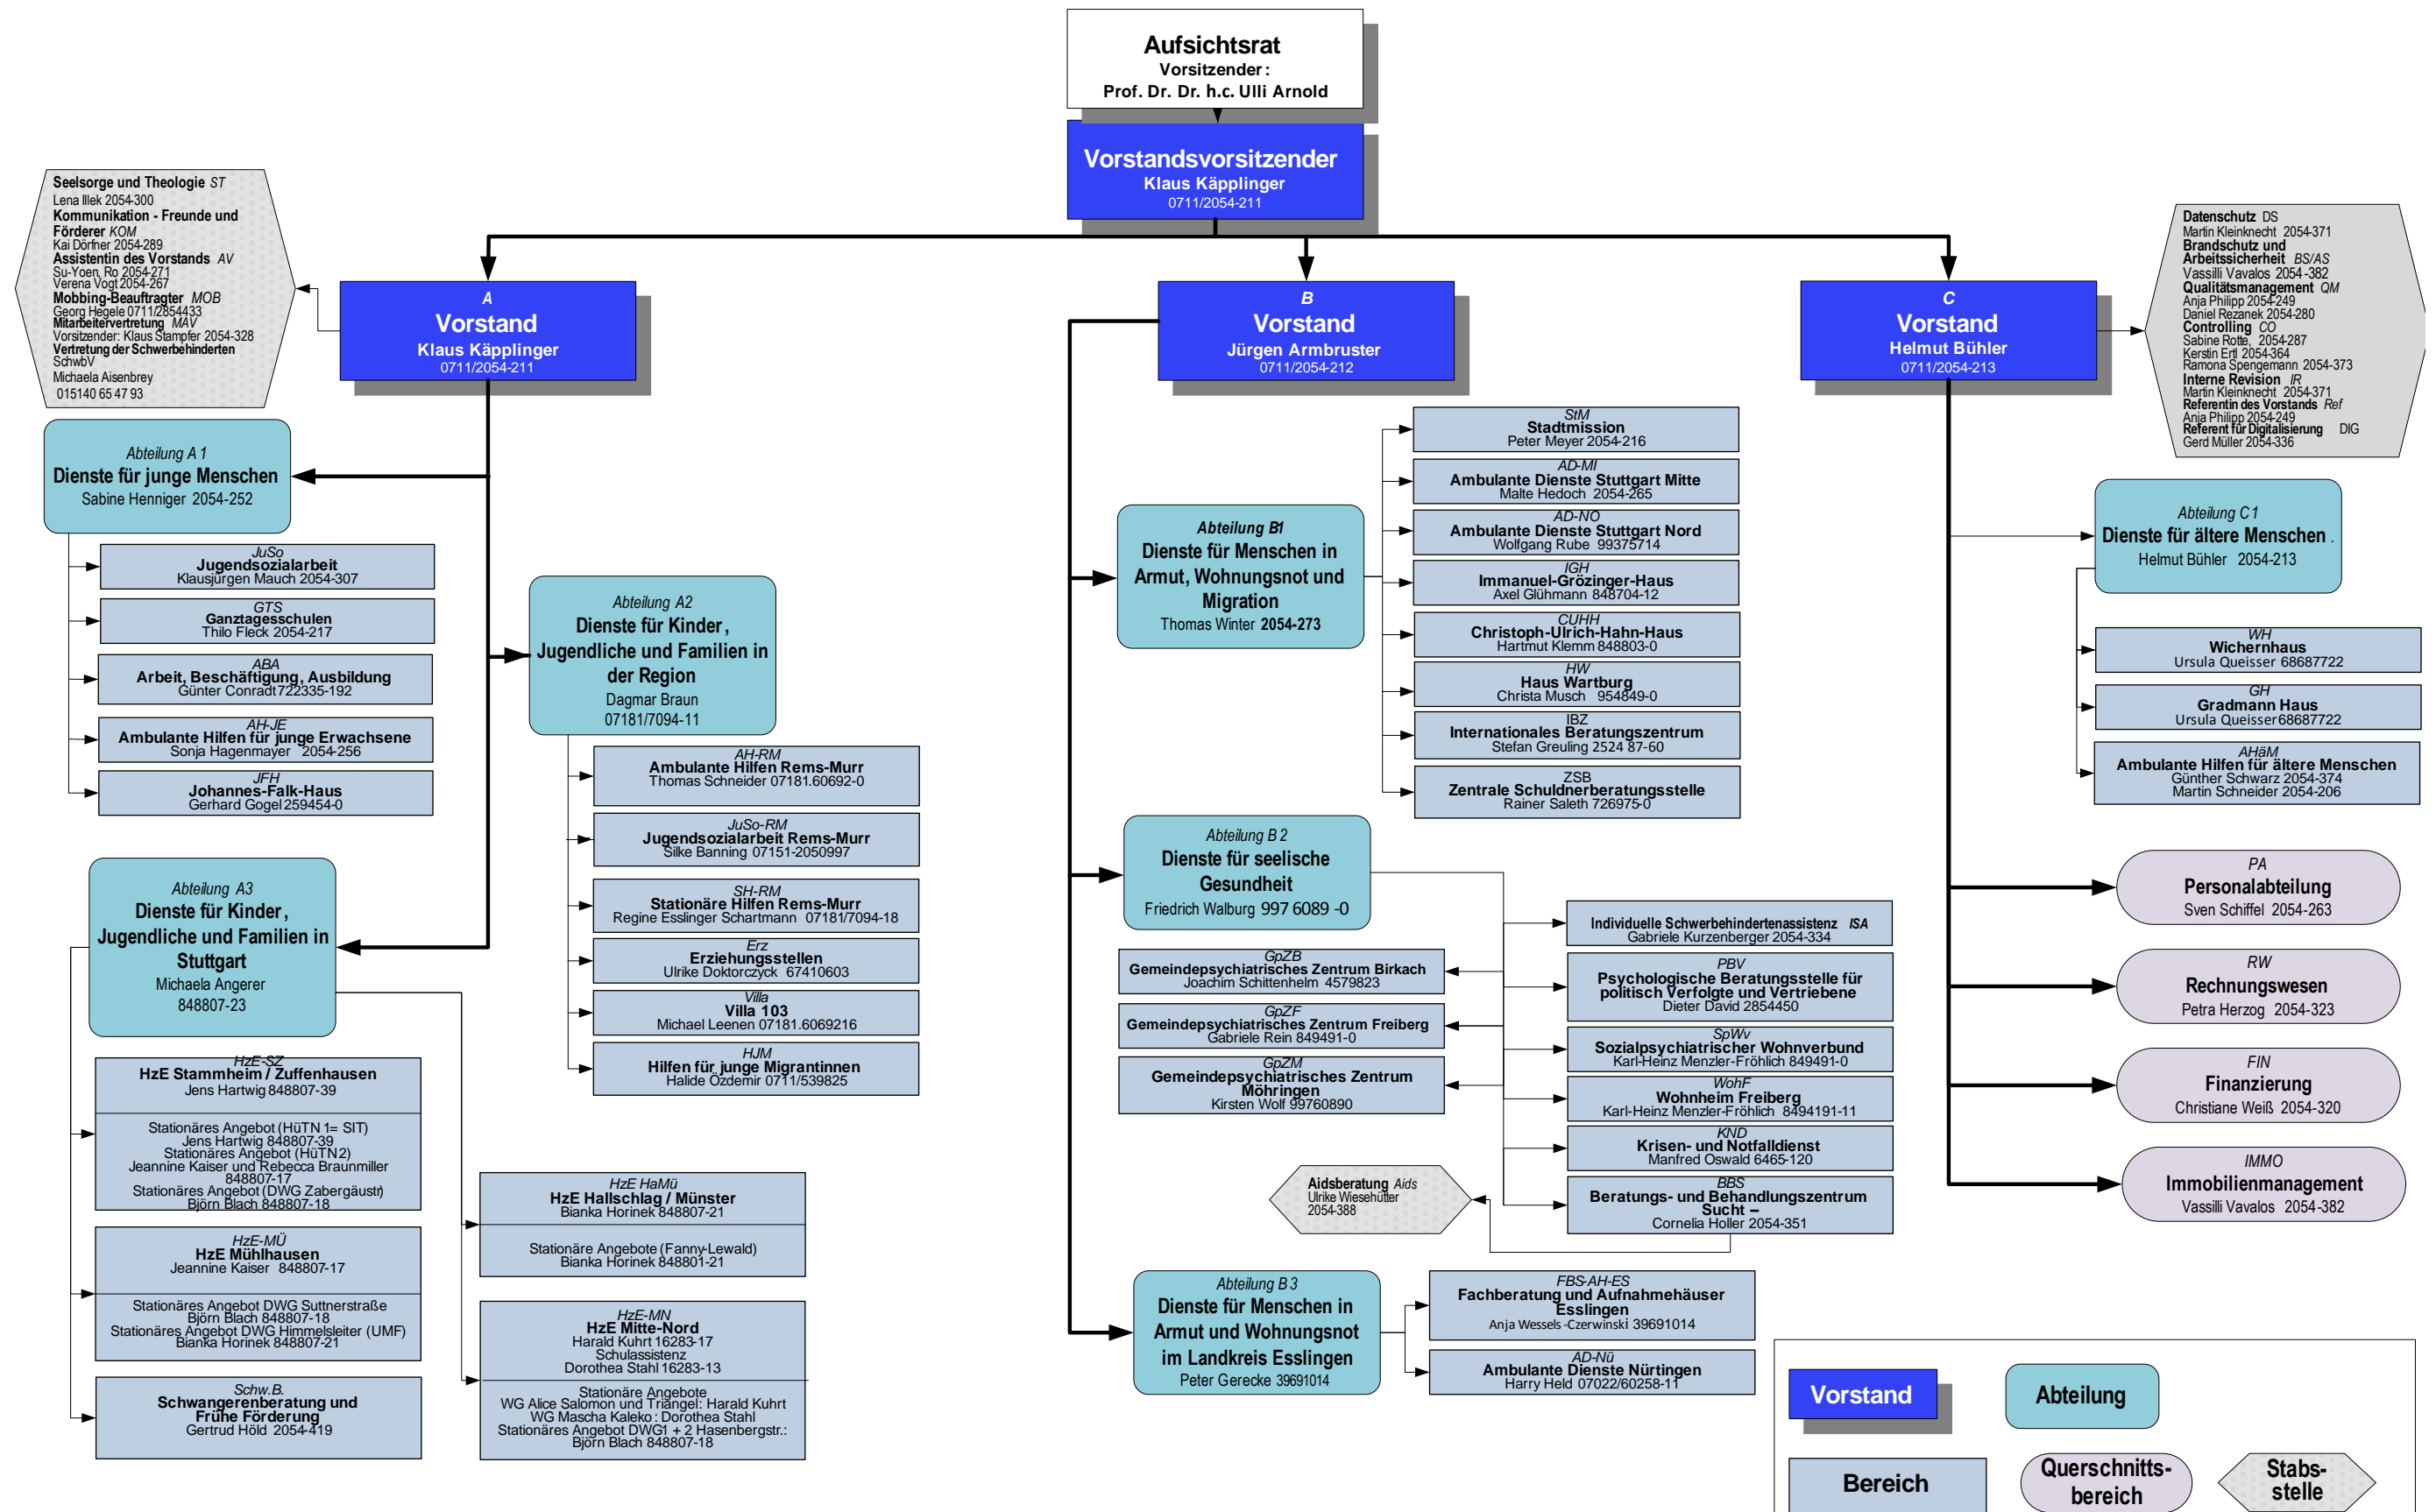 Aufsichtsrat
Vorsitzender :
Prof. Dr. Dr. h.c. Ulli Arnold
Vorstandsvorsitzender
Klaus Käpplinger
0711/2054-211
Seelsorge und Theologie ST
Lena Illek 2054-300
Kommunikation - Freunde und
Förderer KOM
Kai Dörfner 2054-289
Assistentin des Vorstands AV
Su-Yoen, Ro 2054-271
Verena Vogt 2054-267
Mobbing-Beauftragter MOB
Georg Hegele 0711/2854433
Mitarbeitervertretung MAV
Vorsitzender: Klaus Stampfer 2054-328
Vertretung der Schwerbehinderten
SchwbV
Michaela Aisenbrey
015140 65 47 93
A
Vorstand
Klaus Käpplinger
0711/2054-211
B
Vorstand
Jürgen Armbruster
0711/2054-212
C
Vorstand
Helmut Bühler
0711/2054-213
Datenschutz DS
Martin Kleinknecht 2054-371
Brandschutz und
Arbeitssicherheit BS/AS
Vassilli Vavalos 2054-382
Qualitätsmanagement QM
Anja Philipp 2054-249
Daniel Rezanek 2054-280
Controlling CO
Sabine Rotte, 2054-287
Kerstin Ertl 2054-364
Ramona Spengemann 2054-373
Interne Revision IR
Martin Kleinknecht 2054-371
Referentin des Vorstands Ref
Anja Philipp 2054-249
Referent für Digitalisierung DIG
Gerd Müller 2054-336
Abteilung A 1
Dienste für junge Menschen
Sabine Henniger 2054-252
JuSo
Jugendsozialarbeit
Klausjürgen Mauch 2054-307
GTS
Ganztagesschulen
Thilo Fleck 2054-217
ABA
Arbeit, Beschäftigung, Ausbildung
Günter Conradt 722335-192
AH-JE
Ambulante Hilfen für junge Erwachsene
Sonja Hagenmayer 2054-256
JFH
Johannes-Falk-Haus
Gerhard Gogel 259454-0
Abteilung A2
Dienste für Kinder,
Jugendliche und Familien in
der Region
Dagmar Braun
07181/7094-11
AH-RM
Ambulante Hilfen Rems-Murr
Thomas Schneider 07181.60692-0
JuSo-RM
Jugendsozialarbeit Rems-Murr
Silke Banning 07151-2050997
SH-RM
Stationäre Hilfen Rems-Murr
Regine Esslinger Schartmann 07181/7094-18
Erz
Erziehungsstellen
Ulrike Doktorczyck 67410603
Villa
Villa 103
Michael Leenen 07181.6069216
HJM
Hilfen für junge Migrantinnen
Halide Özdemir 0711/539825
Abteilung A3
Dienste für Kinder,
Jugendliche und Familien in
Stuttgart
Michaela Angerer
848807-23
HzE-SZ
HzE Stammheim / Zuffenhausen
Jens Hartwig 848807-39
Stationäres Angebot (HüTN 1= SIT)
Jens Hartwig 848807-39
Stationäres Angebot (HüTN2)
Jeannine Kaiser und Rebecca Braunmiller
848807-17
Stationäres Angebot (DWG Zabergäustr)
Björn Blach 848807-18
HzE-MÜ
HzE Mühlhausen
Jeannine Kaiser 848807-17
Stationäres Angebot DWG Suttnerstraße
Björn Blach 848807-18
Stationäres Angebot DWG Himmelsleiter (UMF)
Bianka Horinek 848807-21
Schw.B.
Schwangerenberatung und
Frühe Förderung
Gertrud Höld 2054-419
HzE HaMü
HzE Hallschlag / Münster
Bianka Horinek 848807-21
Stationäre Angebote (Fanny-Lewald)
Bianka Horinek 848801-21
HzE-MN
HzE Mitte-Nord
Harald Kuhrt 16283-17
Schulassistenz
Dorothea Stahl 16283-13
Stationäre Angebote
WG Alice Salomon und Triangel: Harald Kuhrt
WG Mascha Kaleko : Dorothea Stahl
Stationäres Angebot DWG1 + 2 Hasenbergstr.:
Björn Blach 848807-18
Abteilung B1
Dienste für Menschen in
Armut, Wohnungsnot und
Migration
Thomas Winter 2054-273
StM
Stadtmission
Peter Meyer 2054-216
AD-MI
Ambulante Dienste Stuttgart Mitte
Malte Hedoch 2054-265
AD-NO
Ambulante Dienste Stuttgart Nord
Wolfgang Rube 99375714
IGH
Immanuel-Grözinger-Haus
Axel Glühmann 848704-12
CUHH
Christoph-Ulrich-Hahn-Haus
Hartmut Klemm 848803-0
HW
Haus Wartburg
Christa Musch 954849-0
IBZ
Internationales Beratungszentrum
Stefan Greuling 2524 87-60
ZSB
Zentrale Schuldnerberatungsstelle
Rainer Saleth 726975-0
Abteilung B 2
Dienste für seelische
Gesundheit
Friedrich Walburg 997 6089 -0
GpZB
Gemeindepsychiatrisches Zentrum Birkach
Joachim Schittenhelm 4579823
GpZF
Gemeindepsychiatrisches Zentrum Freiberg
Gabriele Rein 849491-0
GpZM
Gemeindepsychiatrisches Zentrum
Möhringen
Kirsten Wolf 99760890
Individuelle Schwerbehindertenassistenz ISA
Gabriele Kurzenberger 2054-334
PBV
Psychologische Beratungsstelle für
politisch Verfolgte und Vertriebene
Dieter David 2854450
SpWv
Sozialpsychiatrischer Wohnverbund
Karl-Heinz Menzler-Fröhlich 849491-0
WohF
Wohnheim Freiberg
Karl-Heinz Menzler-Fröhlich 8494191-11
KND
Krisen- und Notfalldienst
Manfred Oswald 6465-120
BBS
Beratungs- und Behandlungszentrum
Sucht –
Cornelia Holler 2054-351
Aidsberatung Aids
Ulrike Wiesehütter
2054-388
Abteilung B 3
Dienste für Menschen in
Armut und Wohnungsnot
im Landkreis Esslingen
Peter Gerecke 39691014
FBS-AH-ES
Fachberatung und Aufnahmehäuser
Esslingen
Anja Wessels-Czerwinski 39691014
AD-Nü
Ambulante Dienste Nürtingen
Harry Held 07022/60258-11
Abteilung C1
Dienste für ältere Menschen .
Helmut Bühler 2054-213
WH
Wichernhaus
Ursula Queisser 68687722
GH
Gradmann Haus
Ursula Queisser 68687722
AHäM
Ambulante Hilfen für ältere Menschen
Günther Schwarz 2054-374
Martin Schneider 2054-206
PA
Personalabteilung
Sven Schiffel 2054-263
RW
Rechnungswesen
Petra Herzog 2054-323
FIN
Finanzierung
Christiane Weiß 2054-320
IMMO
Immobilienmanagement
Vassilli Vavalos 2054-382
Vorstand
Abteilung
Bereich
Querschnitts-
bereich
Stabs-
stelle